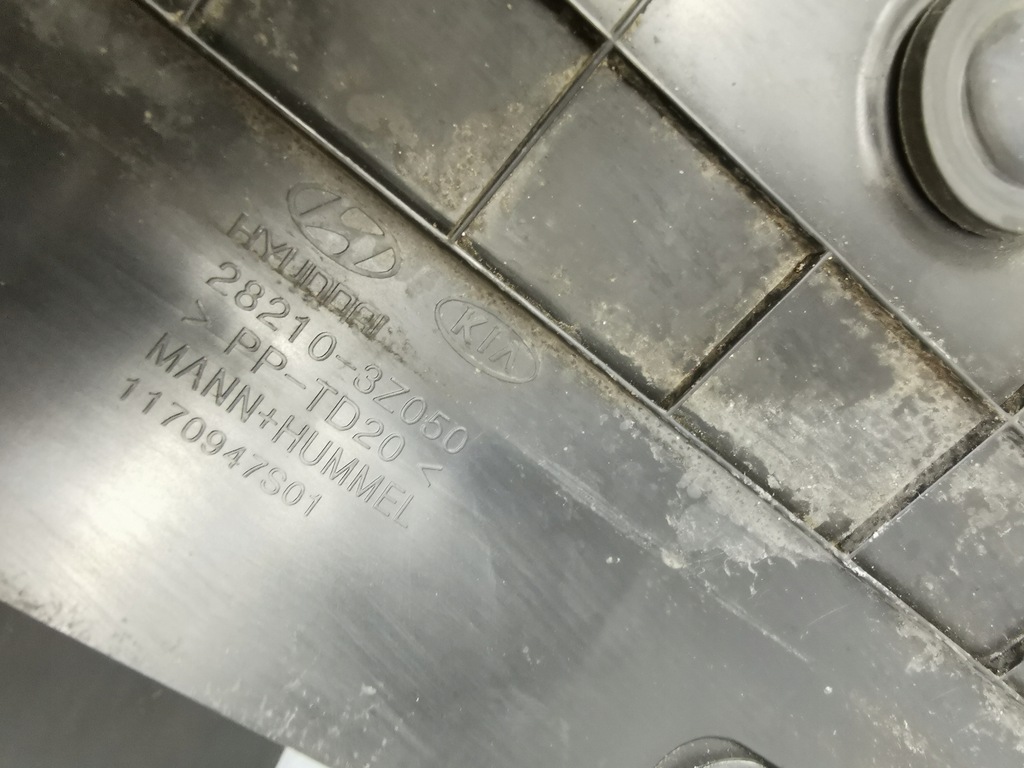 HYUNDAI
KIA
28210-3Z050
> PP-TD20 <
MANN+HUMMEL
1170947S01